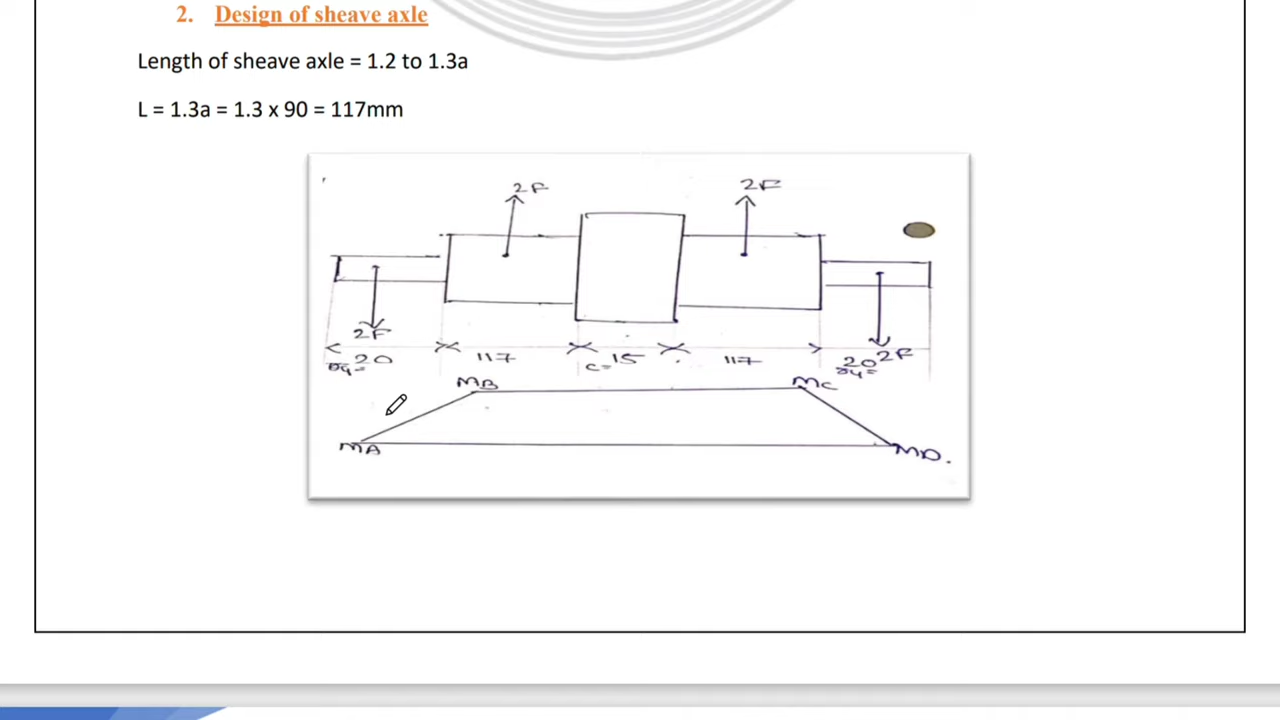 2. Design of sheave axle
Length of sheave axle = 1.2 to 1.3a
L = 1.3a = 1.3 x 90 = 117mm
2F 2F
2F 2F
20 117 C= 15 117 20
MB MC
MA MD.